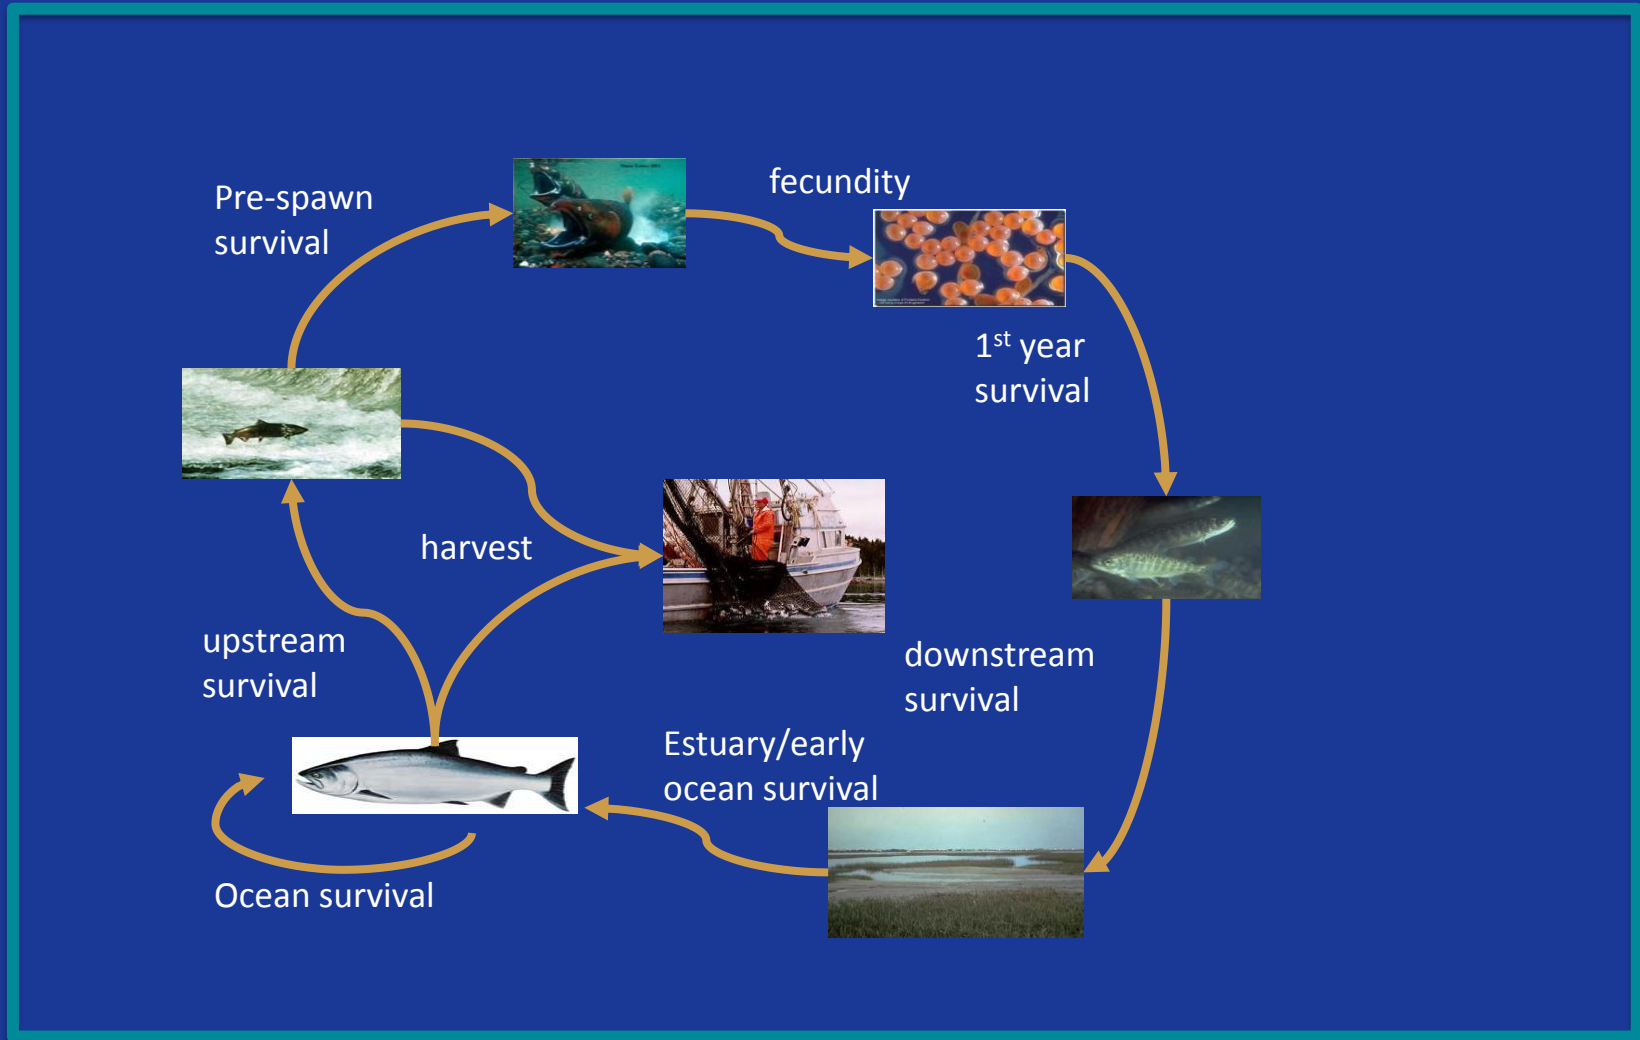 Pre-spawn
survival
fecundity
1st year
survival
harvest
upstream
survival
downstream
survival
Estuary/early
ocean survival
Ocean survival